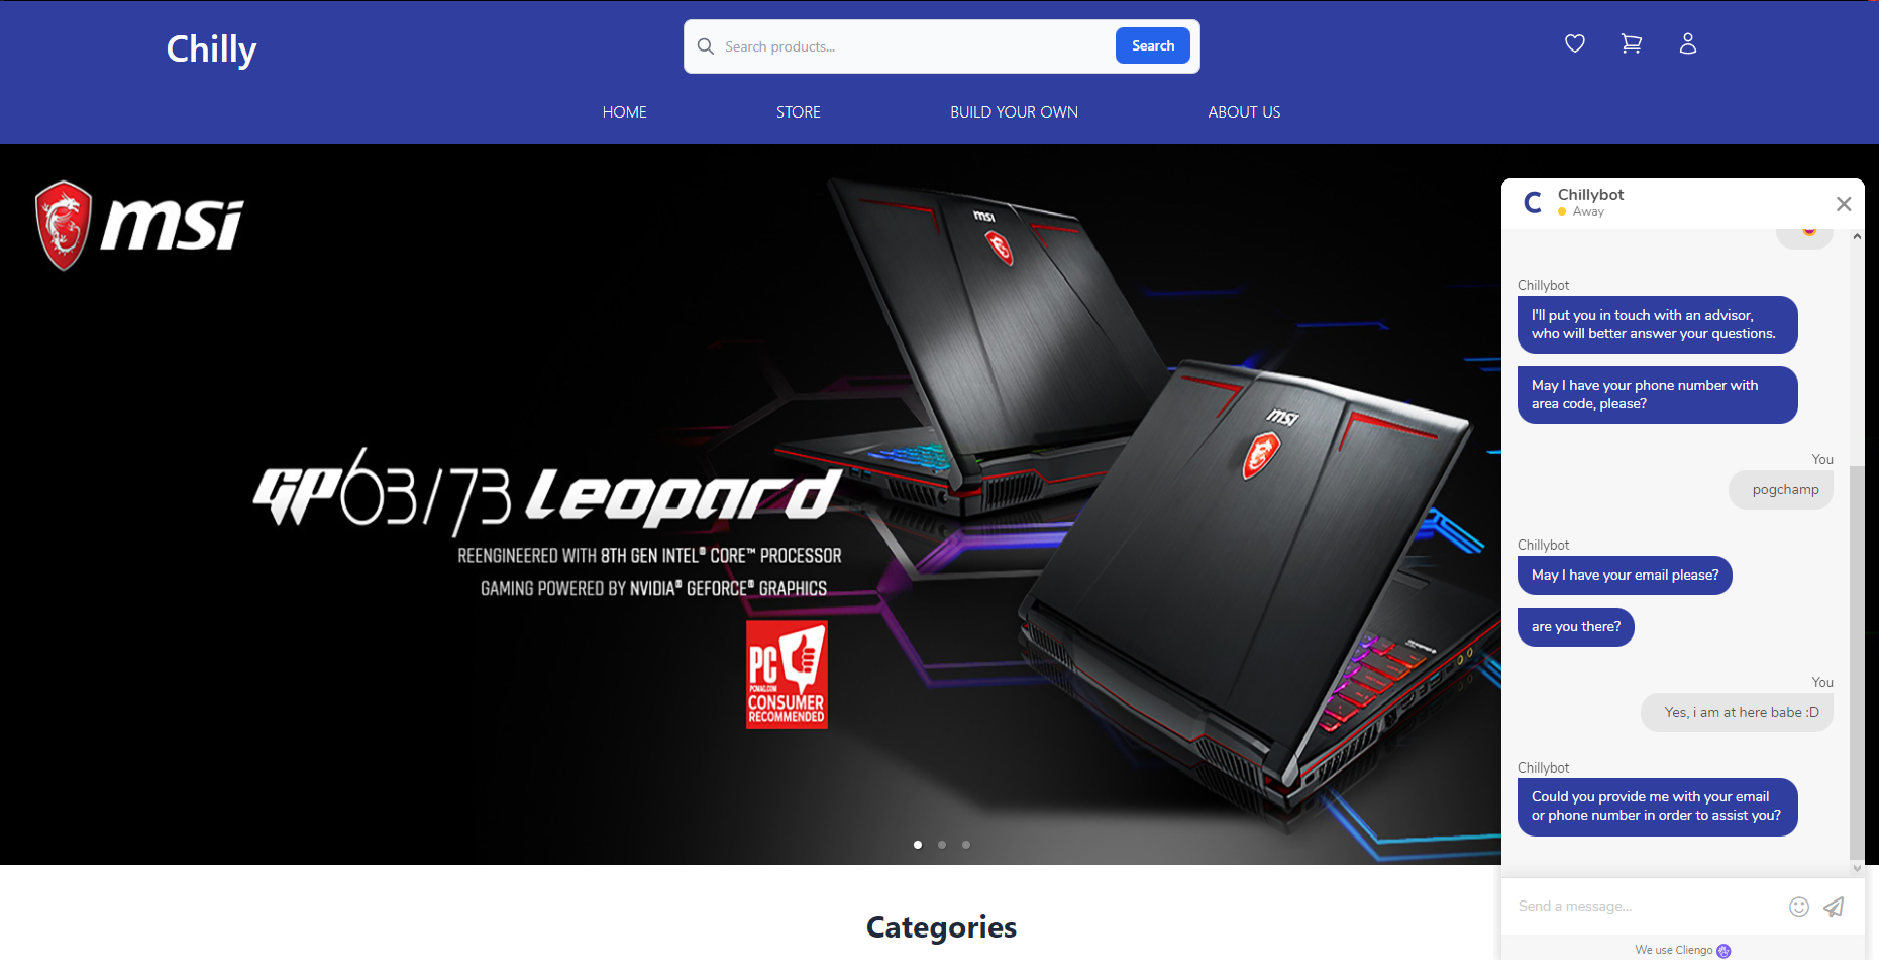 Chilly
Search products...
Search
HOME
STORE
BUILD YOUR OWN
ABOUT US
msi
GP63/73 Leopard
REENGINEERED WITH 8TH GEN INTEL® CORE™ PROCESSOR
GAMING POWERED BY NVIDIA® GEFORCE® GRAPHICS
PC
PCMAG.COM
CONSUMER
RECOMMENDED
msi
msi
C
Chillybot
Away
Chillybot
I'll put you in touch with an advisor,
who will better answer your questions.
May I have your phone number with
area code, please?
You
pogchamp
Chillybot
May I have your email please?
are you there?
You
Yes, i am at here babe :D
Chillybot
Could you provide me with your email
or phone number in order to assist you?
Send a message...
We use Cliengo
Categories